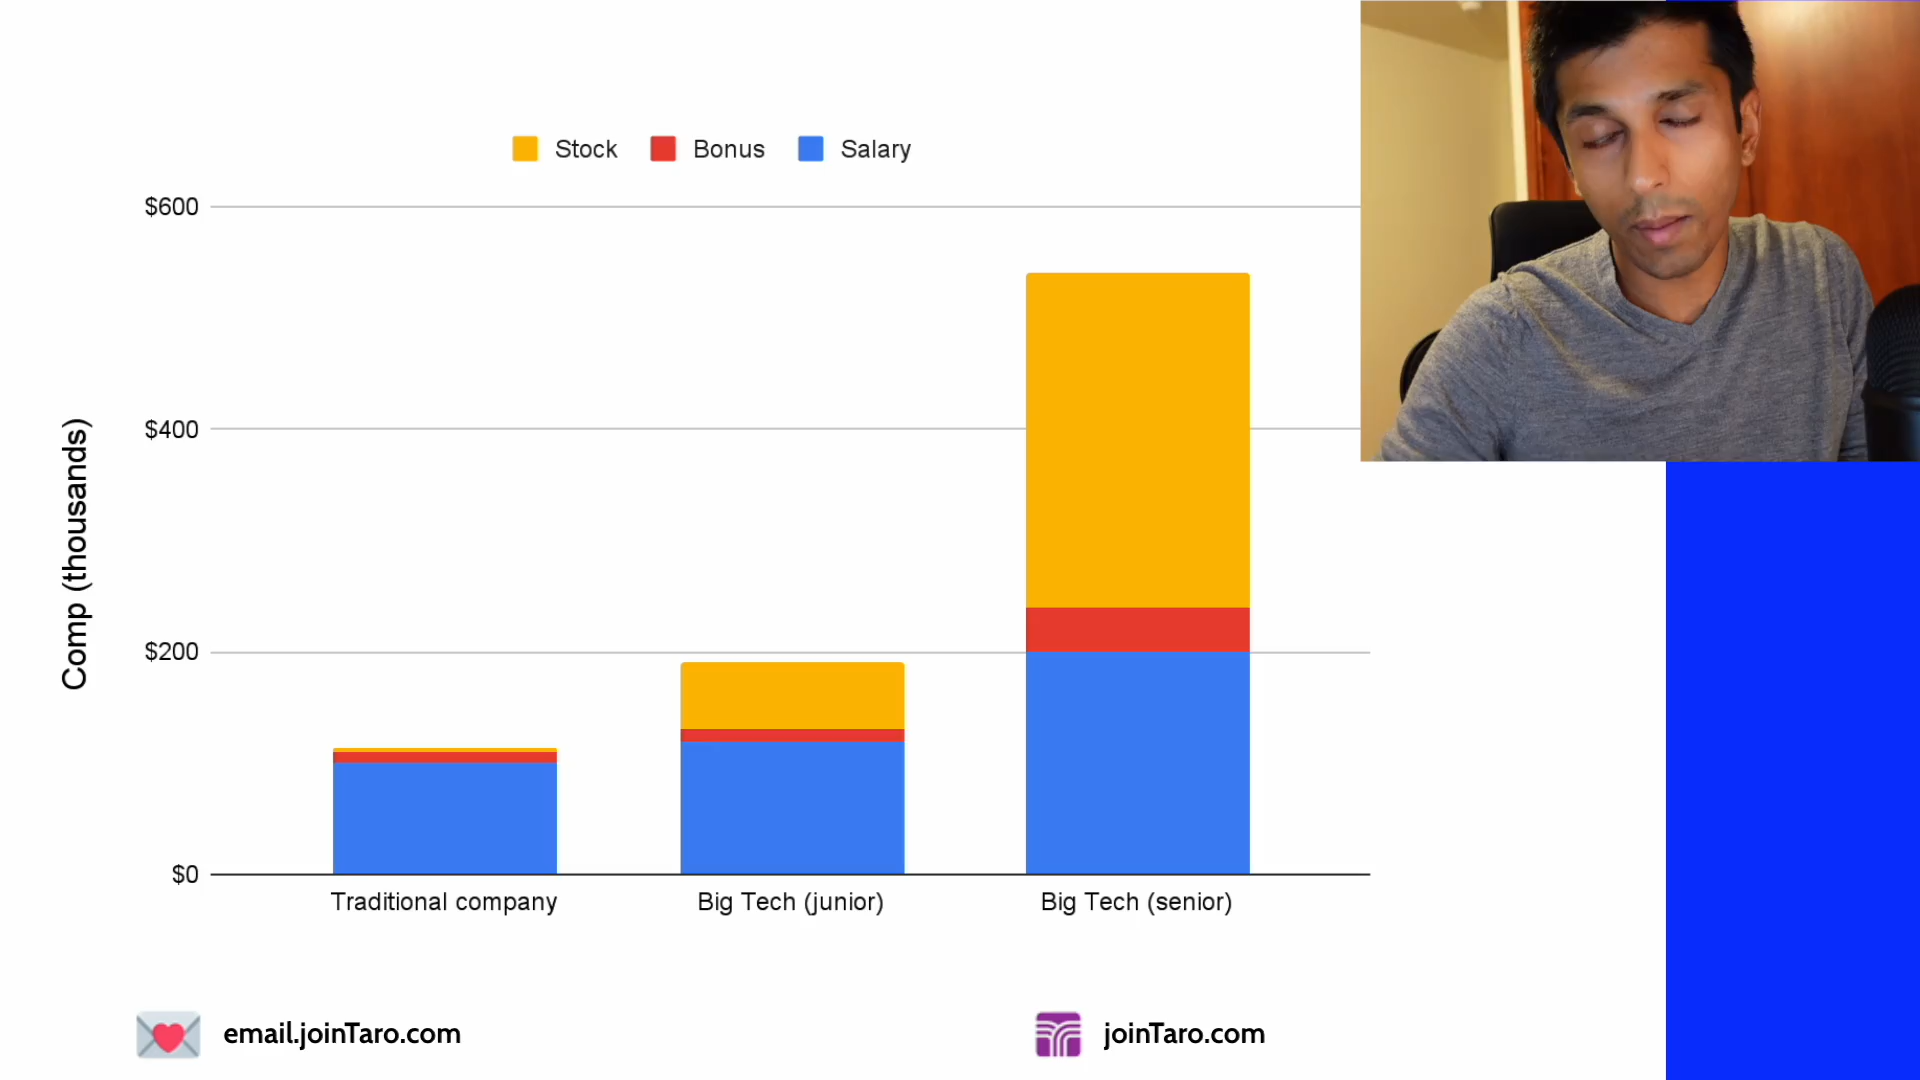 Stock Bonus Salary
$600
$400
$200
$0
Comp (thousands)
Traditional company Big Tech (junior) Big Tech (senior)
email.joinTaro.com joinTaro.com